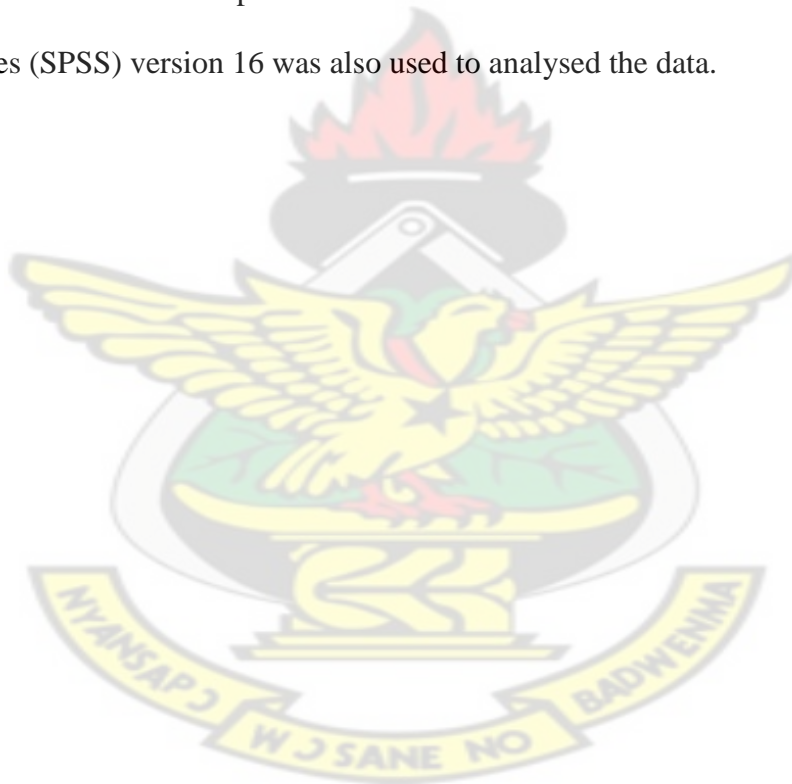 es (SPSS) version 16 was also used to analysed the data.
NYANSAPƆ
WƆSANE NO
BADWENMA